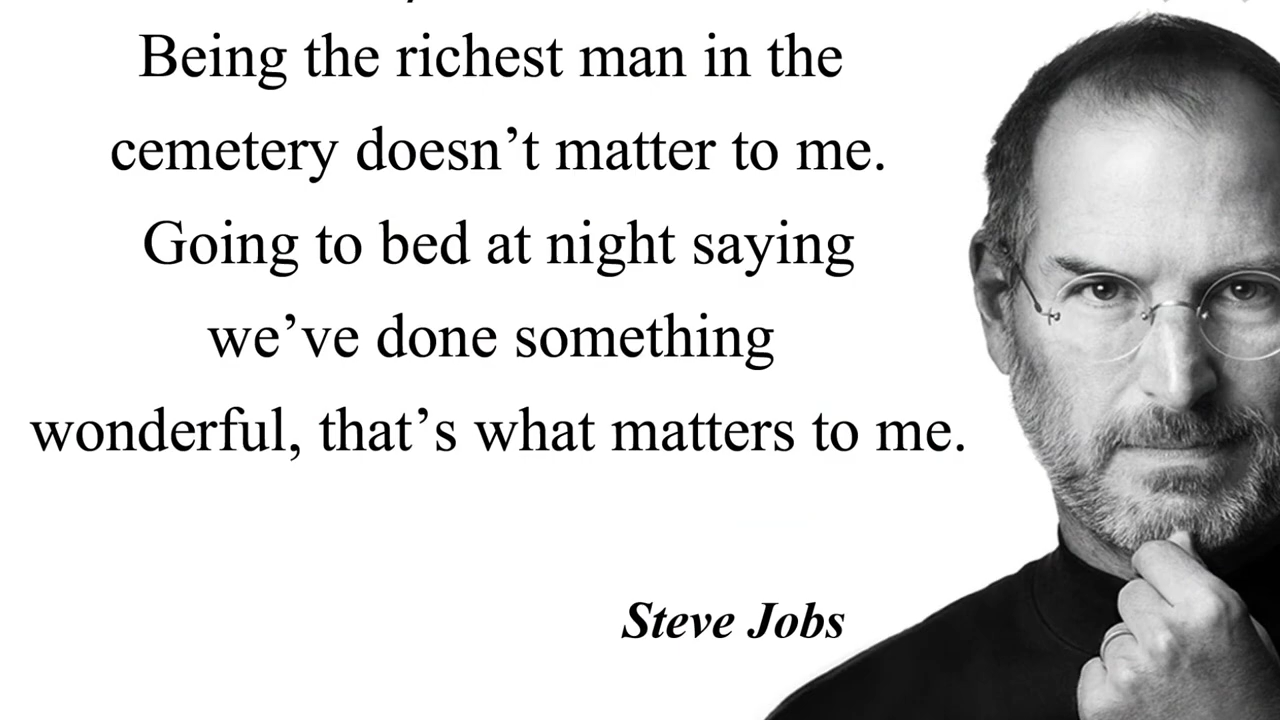 Being the richest man in the
cemetery doesn’t matter to me.
Going to bed at night saying
we’ve done something
wonderful, that’s what matters to me.
Steve Jobs